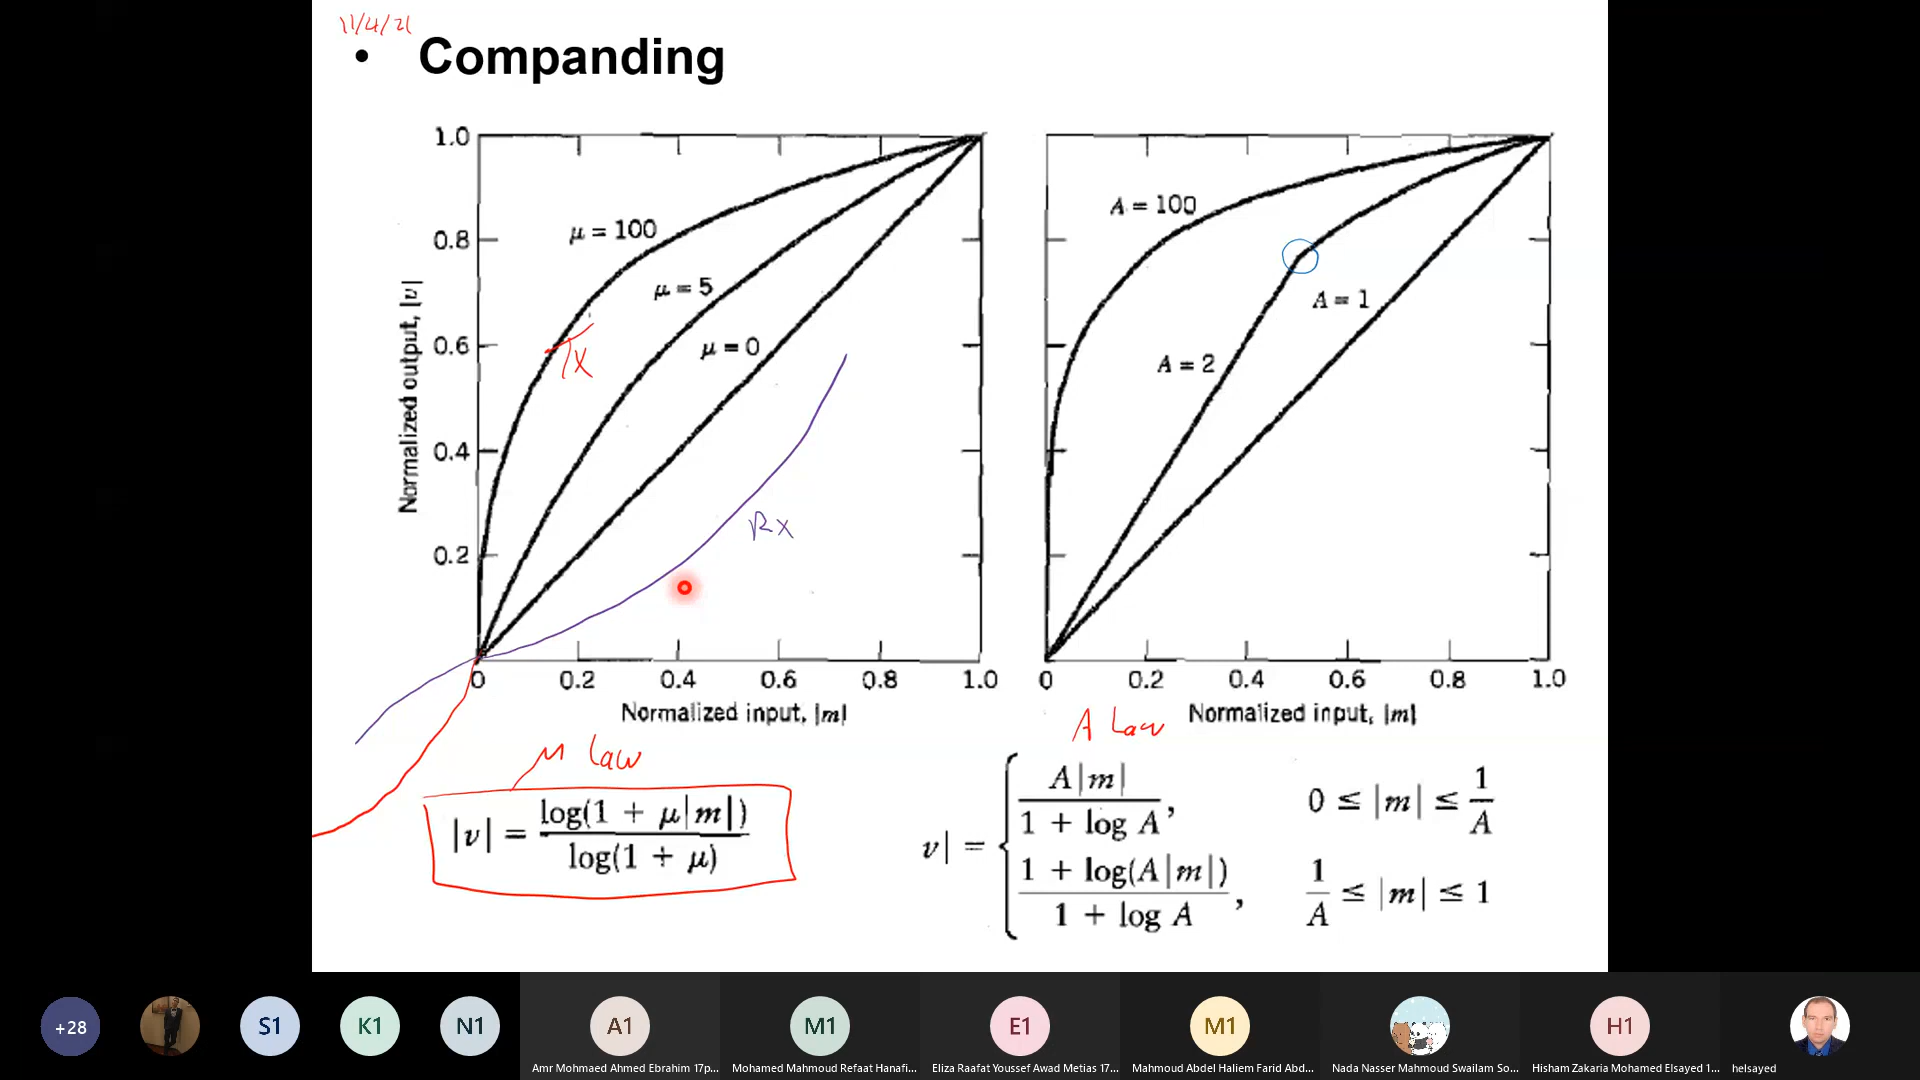 11/4/21
• Companding
1.0
0.8
0.6
0.4
0.2
Normalized output, |v|
μ = 100
μ = 5
μ = 0
Tx
Rx
0 0.2 0.4 0.6 0.8 1.0
Normalized input, |m|
A = 100
A = 1
A = 2
0 0.2 0.4 0.6 0.8 1.0
Normalized input, |m|
μ law
|v| = log(1 + μ|m|) / log(1 + μ)
A Law
v| = { A|m| / 1 + log A , 0 ≤ |m| ≤ 1/A
1 + log(A|m|) / 1 + log A , 1/A ≤ |m| ≤ 1
+28
S1
K1
N1
A1
Amr Mohmaed Ahmed Ebrahim 17p...
M1
Mohamed Mahmoud Refaat Hanafi...
E1
Eliza Raafat Youssef Awad Metias 17...
M1
Mahmoud Abdel Haliem Farid Abd...
Nada Nasser Mahmoud Swailam So...
H1
Hisham Zakaria Mohamed Elsayed 1...
helsayed